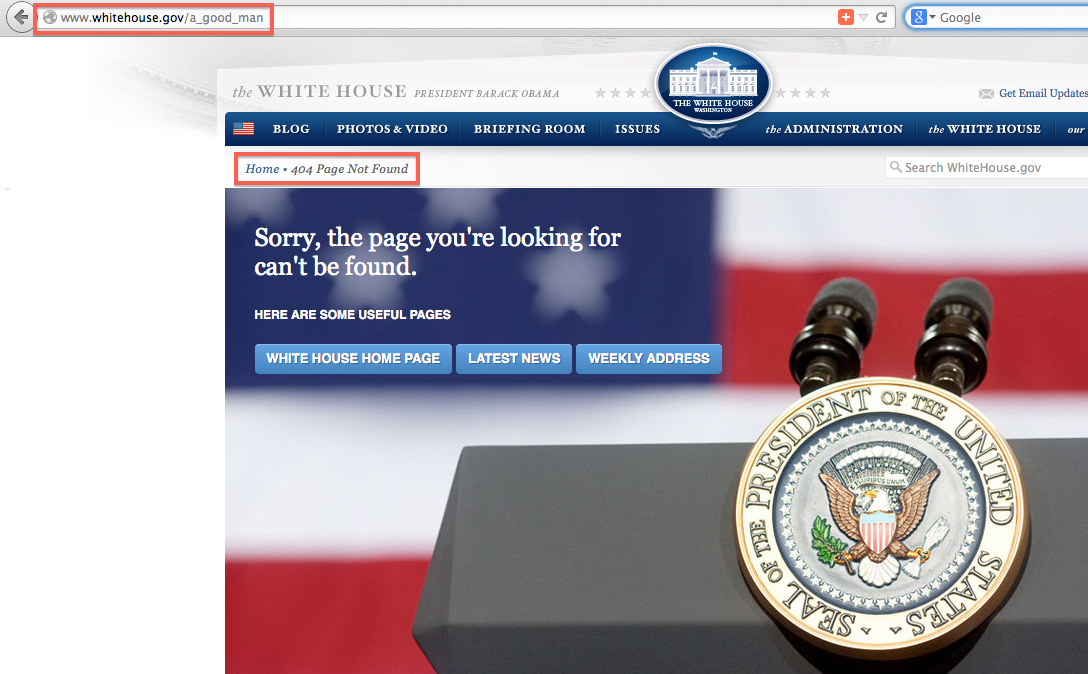 www.whitehouse.gov/a_good_man
Google
the WHITE HOUSE PRESIDENT BARACK OBAMA
THE WHITE HOUSE
WASHINGTON
Get Email Updates
BLOG PHOTOS & VIDEO BRIEFING ROOM ISSUES the ADMINISTRATION the WHITE HOUSE our
Home • 404 Page Not Found
Search WhiteHouse.gov
Sorry, the page you're looking for
can't be found.
HERE ARE SOME USEFUL PAGES
WHITE HOUSE HOME PAGE LATEST NEWS WEEKLY ADDRESS
SEAL OF THE PRESIDENT OF THE UNITED STATES
E PLURIBUS UNUM